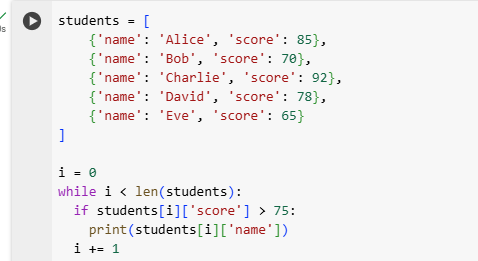 students = [
    {'name': 'Alice', 'score': 85},
    {'name': 'Bob', 'score': 70},
    {'name': 'Charlie', 'score': 92},
    {'name': 'David', 'score': 78},
    {'name': 'Eve', 'score': 65}
]

i = 0
while i < len(students):
  if students[i]['score'] > 75:
    print(students[i]['name'])
  i += 1